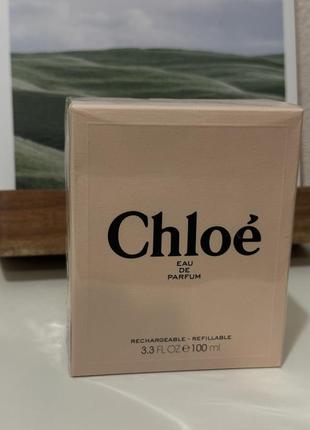 Chloé
EAU
DE
PARFUM
RECHARGEABLE - REFILLABLE
3.3 FL OZ e 100 ml